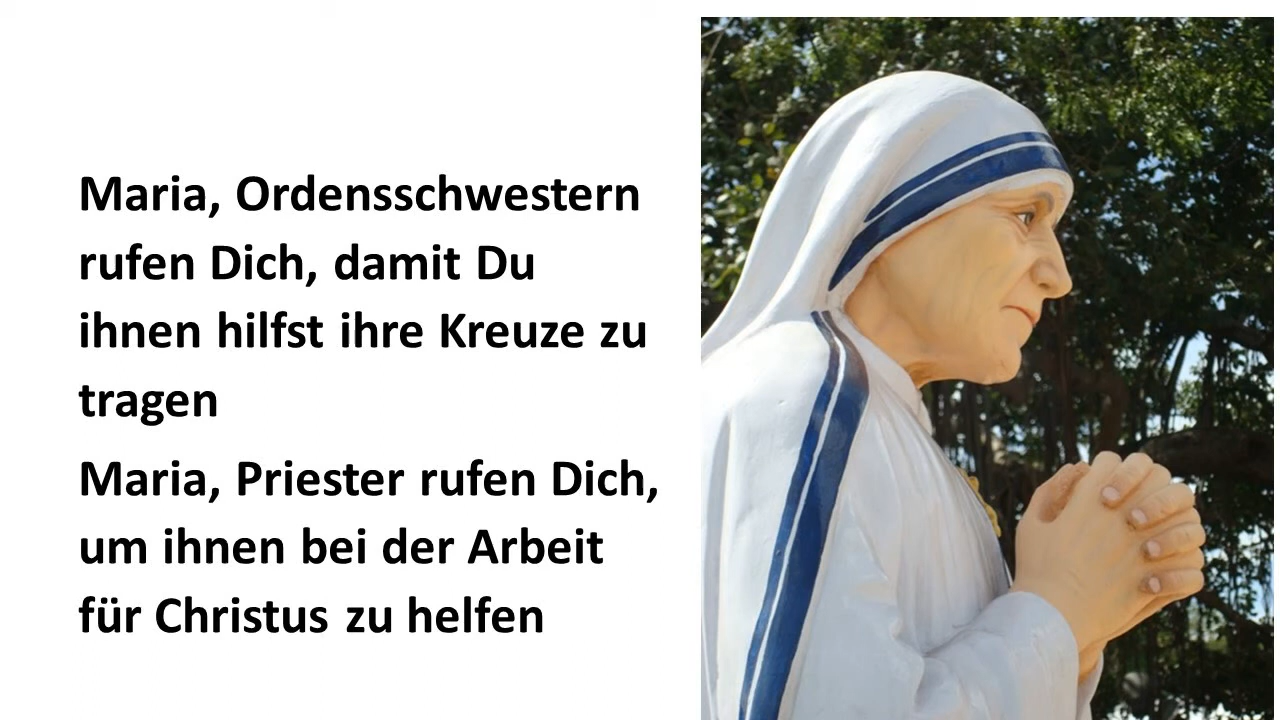 Maria, Ordensschwestern
rufen Dich, damit Du
ihnen hilfst ihre Kreuze zu
tragen
Maria, Priester rufen Dich,
um ihnen bei der Arbeit
für Christus zu helfen